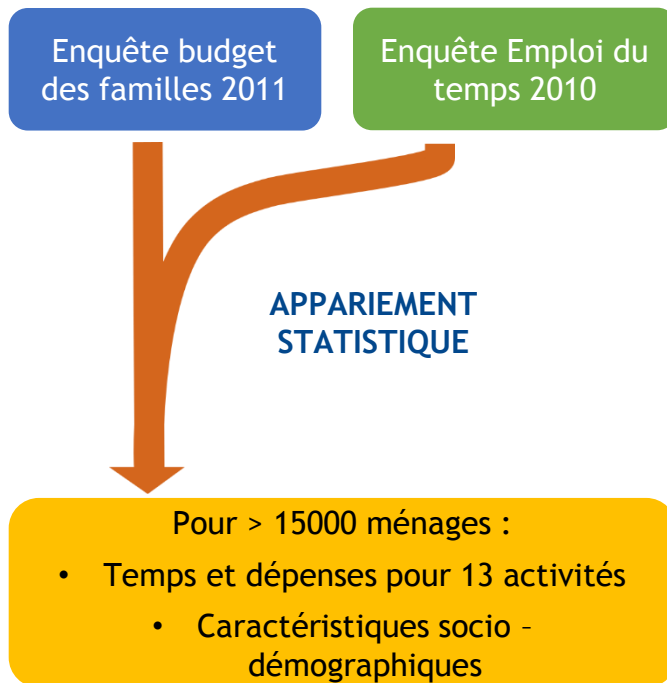 Enquête budget
des familles 2011
Enquête Emploi du
temps 2010
APPARIEMENT
STATISTIQUE
Pour > 15000 ménages :
• Temps et dépenses pour 13 activités
• Caractéristiques socio –
démographiques